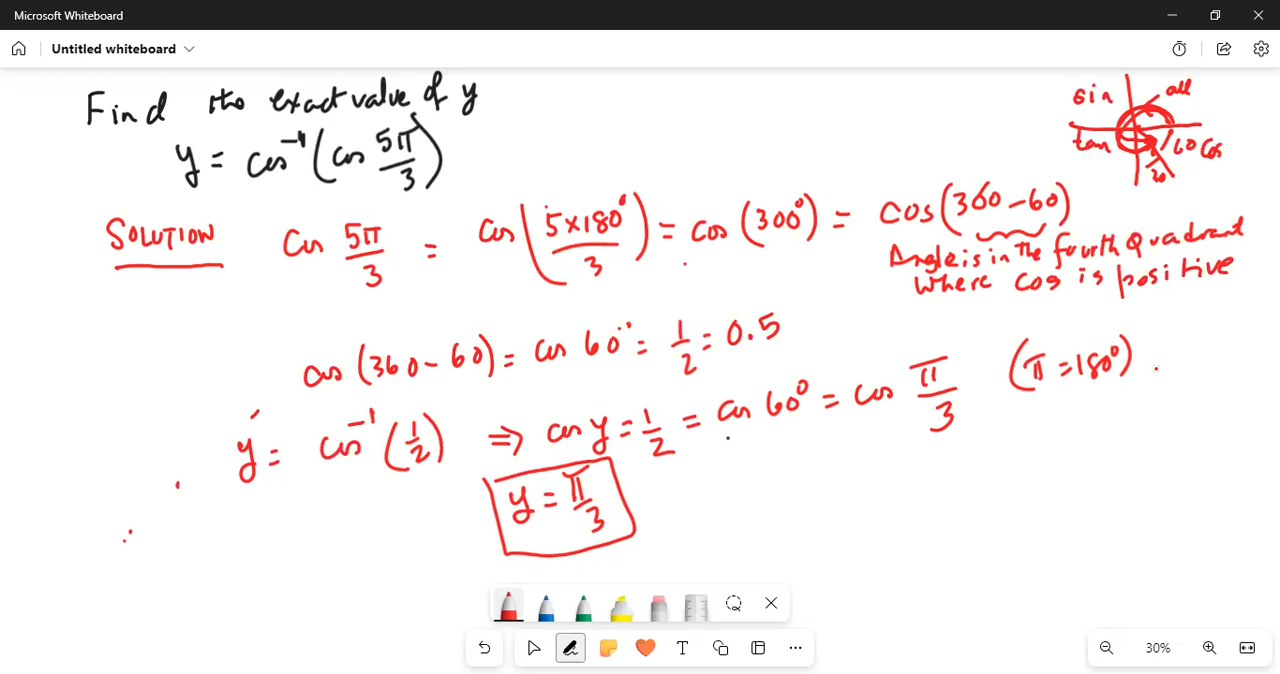 Microsoft Whiteboard
Untitled whiteboard
Find the exact value of y
y = cos⁻¹(cos 5π/3)
sin all
tan 60 cos
30
SOLUTION cos 5π/3 = cos(5×180°/3) = cos(300°) = cos(360-60)
Angle is in the fourth Quadrant
where cos is positive
cos(360-60) = cos 60° = 1/2 = 0.5
y = cos⁻¹(1/2) ⇒ cos y = 1/2 = cos 60° = cos π/3 (π = 180°)
y = π/3
30%